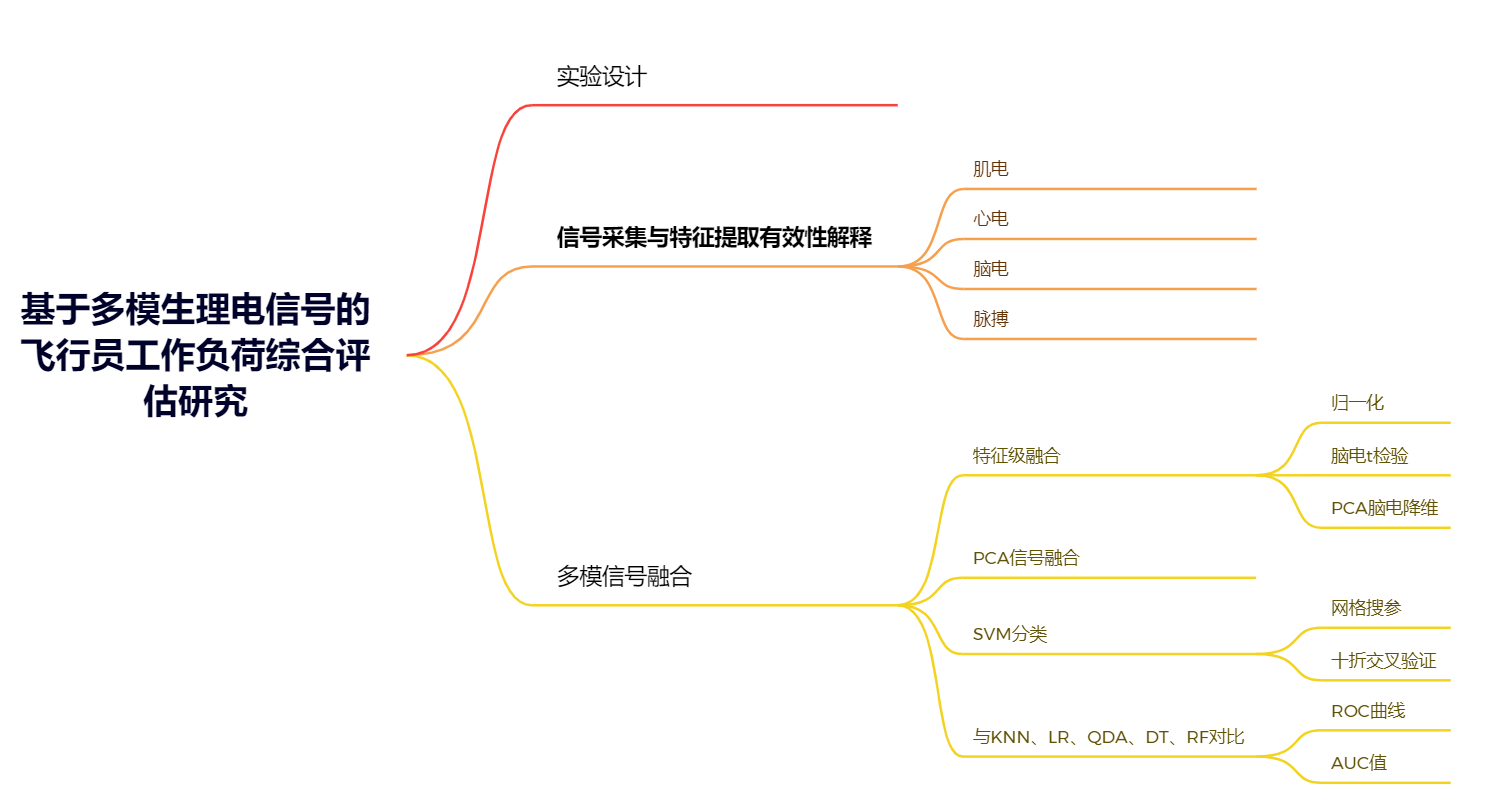 基于多模生理电信号的
飞行员工作负荷综合评
估研究
实验设计
信号采集与特征提取有效性解释
肌电
心电
脑电
脉搏
多模信号融合
特征级融合
归一化
脑电t检验
PCA脑电降维
PCA信号融合
SVM分类
网格搜参
十折交叉验证
与KNN、LR、QDA、DT、RF对比
ROC曲线
AUC值